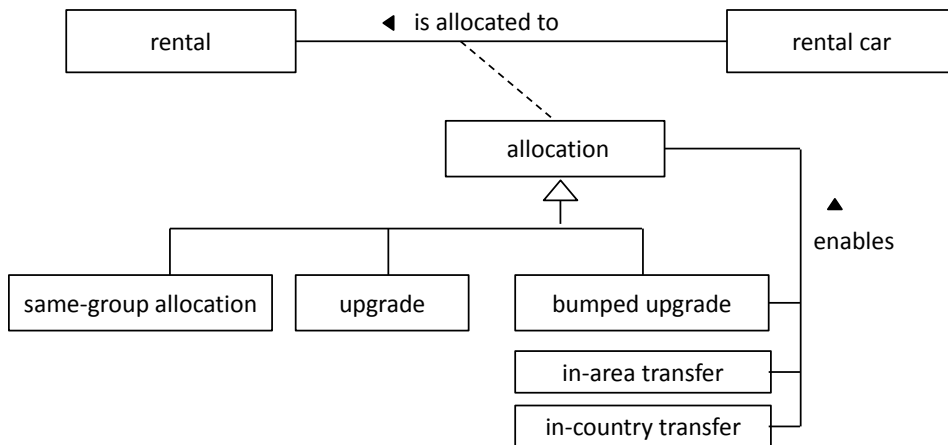 ◄ is allocated to
rental
rental car
allocation
▲
enables
same-group allocation
upgrade
bumped upgrade
in-area transfer
in-country transfer